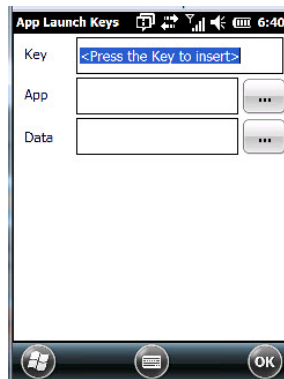 App Launch Keys 6:40
Key <Press the Key to insert>
App ...
Data ...
OK